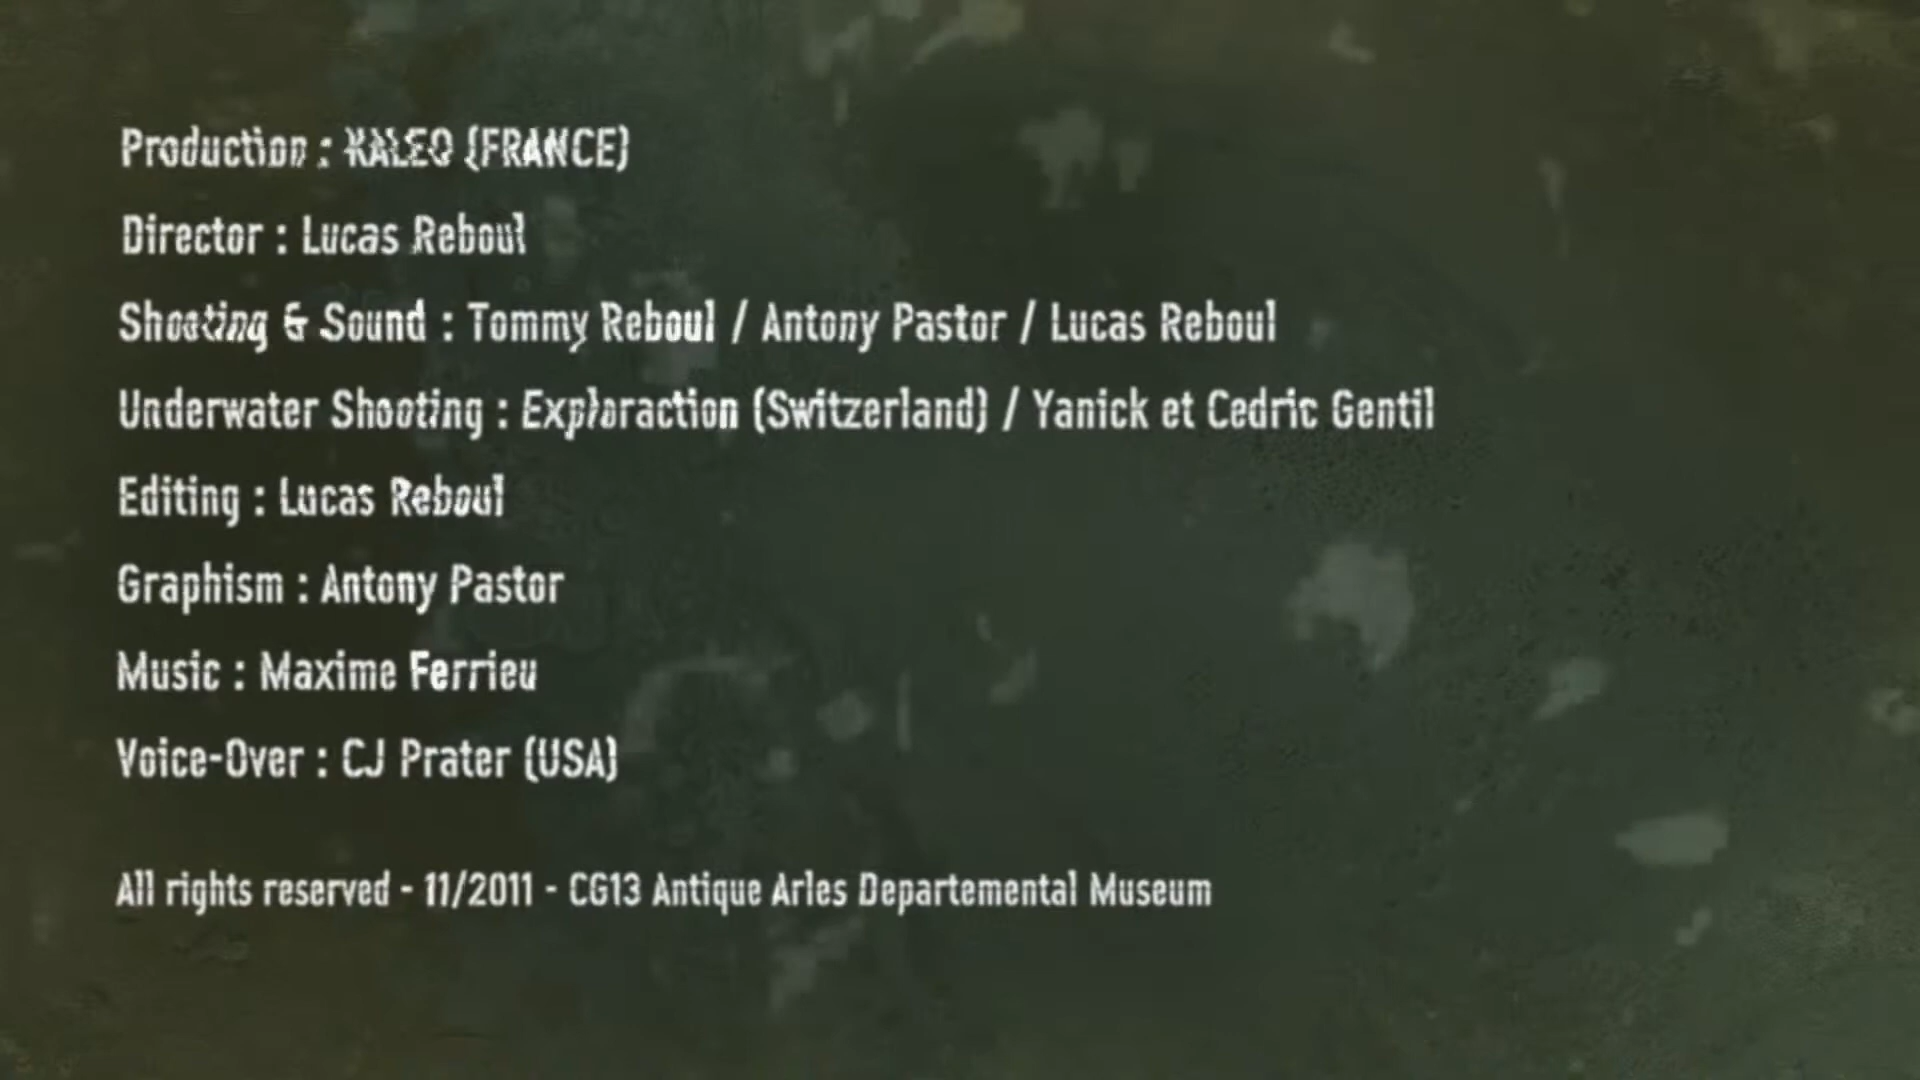 Production : KALEO (FRANCE)
Director : Lucas Reboul
Shooting & Sound : Tommy Reboul / Antony Pastor / Lucas Reboul
Underwater Shooting : Exploraction (Switzerland) / Yanick et Cedric Gentil
Editing : Lucas Reboul
Graphism : Antony Pastor
Music : Maxime Ferrieu
Voice-Over : CJ Prater (USA)
All rights reserved - 11/2011 - CG13 Antique Arles Departemental Museum